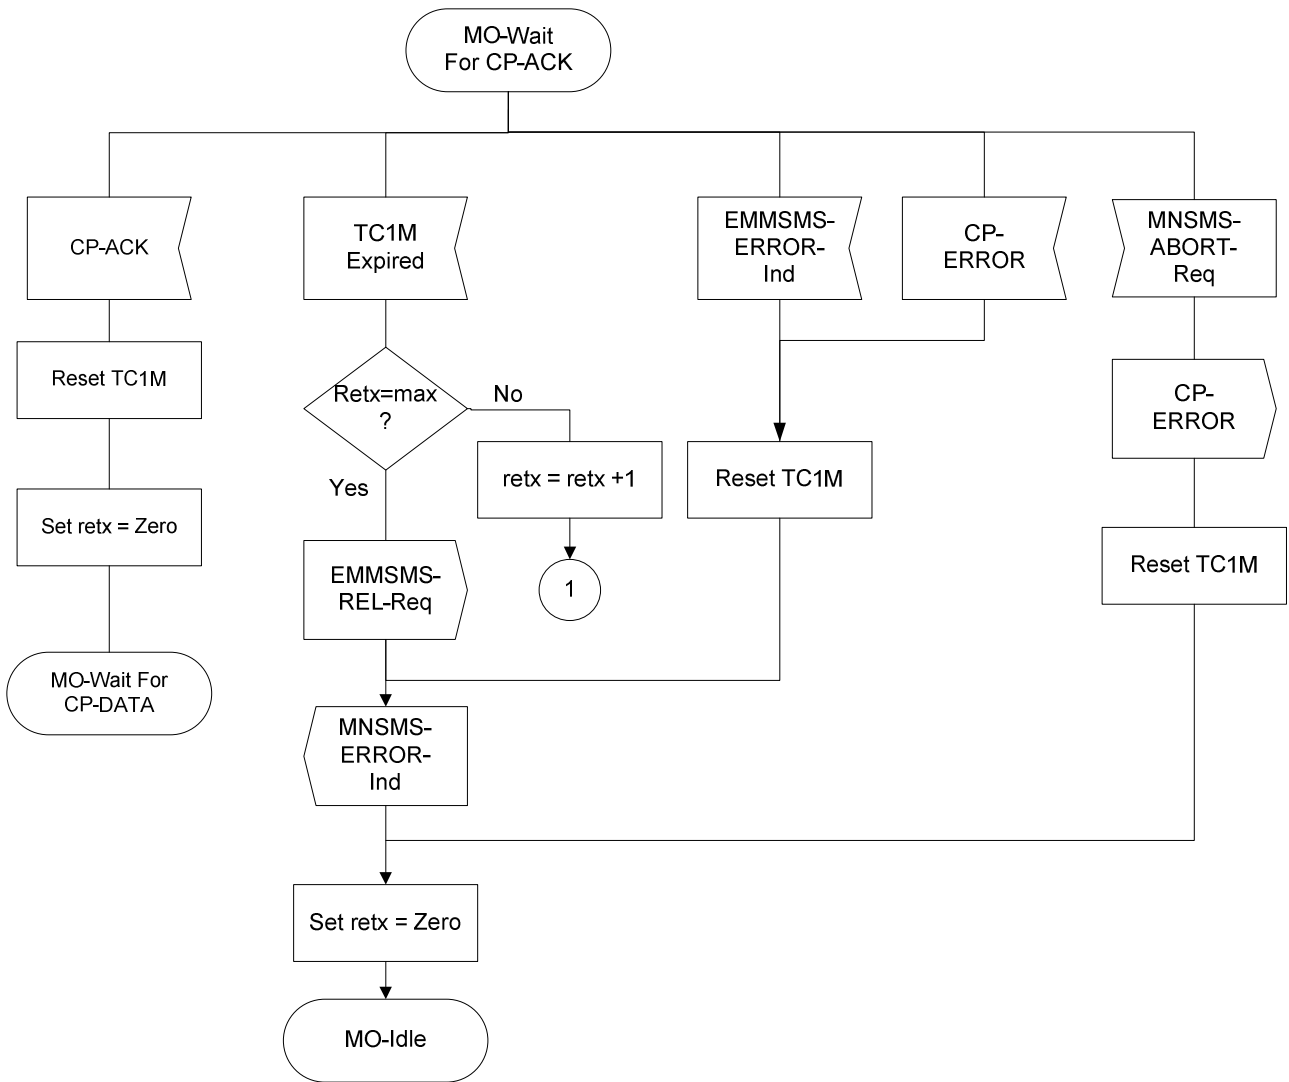 MO-Wait
For CP-ACK
CP-ACK
TC1M
Expired
EMMSMS-
ERROR-
Ind
CP-
ERROR
MNSMS-
ABORT-
Req
Reset TC1M
Retx=max
?
No
Yes
CP-
ERROR
retx = retx +1
Reset TC1M
Set retx = Zero
EMMSMS-
REL-Req
1
Reset TC1M
MO-Wait For
CP-DATA
MNSMS-
ERROR-
Ind
Set retx = Zero
MO-Idle